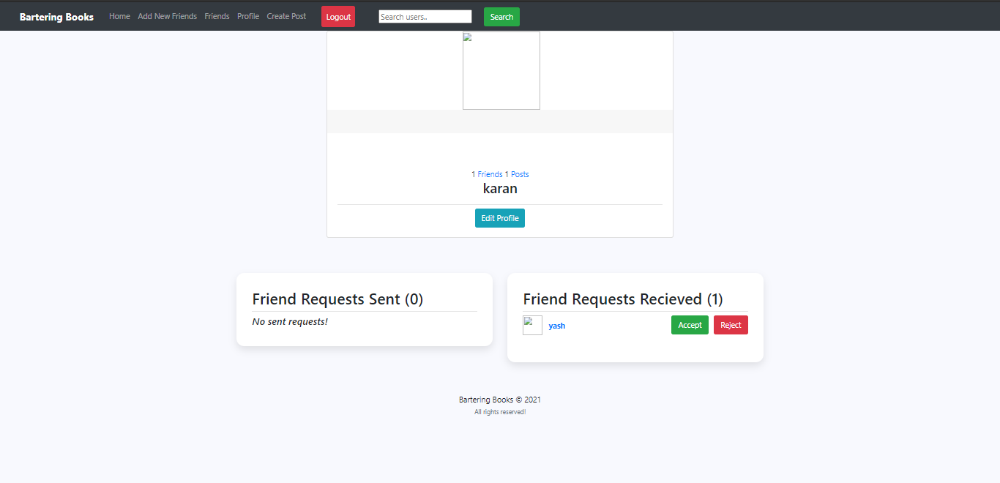 Bartering Books Home Add New Friends Friends Profile Create Post Logout Search users.. Search
1 Friends 1 Posts
karan
Edit Profile
Friend Requests Sent (0)
No sent requests!
Friend Requests Recieved (1)
yash Accept Reject
Bartering Books © 2021
All rights reserved!